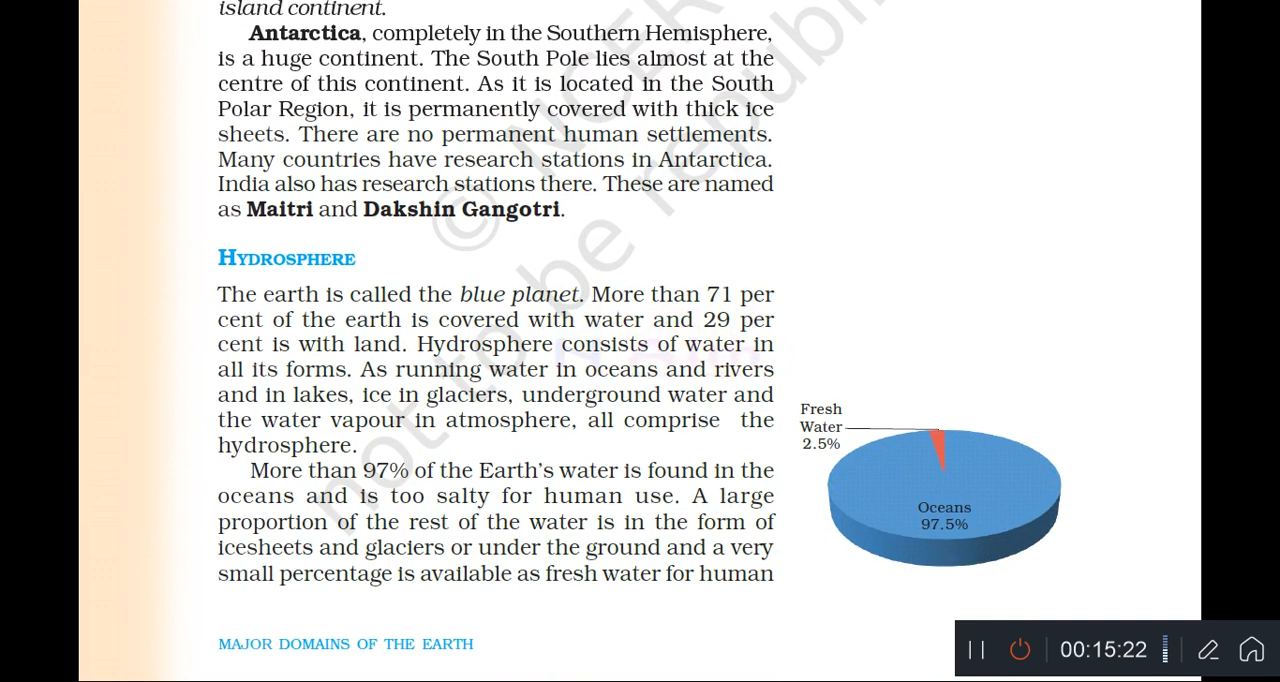 island continent.
Antarctica, completely in the Southern Hemisphere,
is a huge continent. The South Pole lies almost at the
centre of this continent. As it is located in the South
Polar Region, it is permanently covered with thick ice
sheets. There are no permanent human settlements.
Many countries have research stations in Antarctica.
India also has research stations there. These are named
as Maitri and Dakshin Gangotri.
HYDROSPHERE
The earth is called the blue planet. More than 71 per
cent of the earth is covered with water and 29 per
cent is with land. Hydrosphere consists of water in
all its forms. As running water in oceans and rivers
and in lakes, ice in glaciers, underground water and
the water vapour in atmosphere, all comprise the
hydrosphere.
More than 97% of the Earth's water is found in the
oceans and is too salty for human use. A large
proportion of the rest of the water is in the form of
icesheets and glaciers or under the ground and a very
small percentage is available as fresh water for human
Fresh
Water
2.5%
Oceans
97.5%
MAJOR DOMAINS OF THE EARTH
00:15:22
© NCER
not to be republi